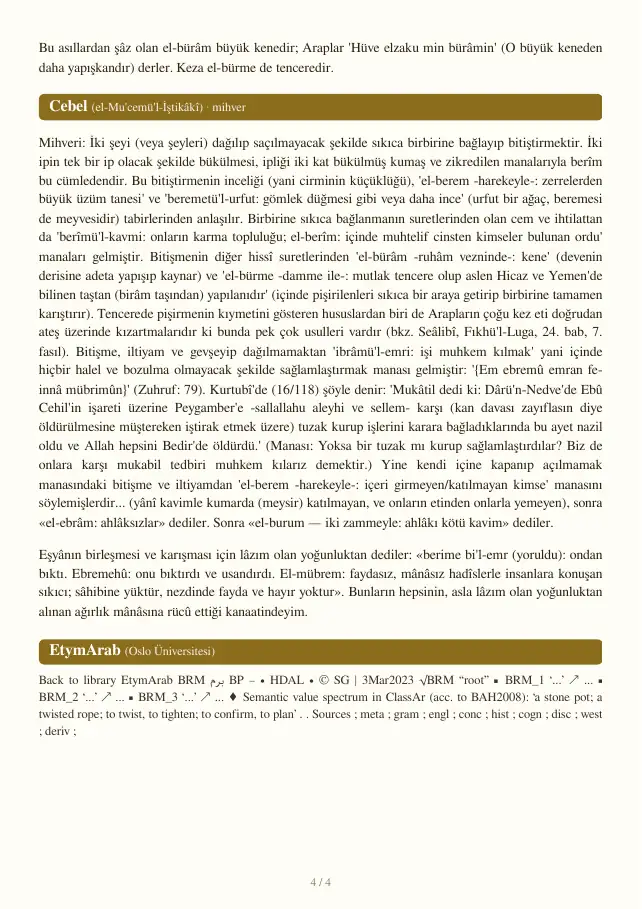 Bu asıllardan şâz olan el-bürâm büyük kenedir; Araplar 'Hüve elzaku min bürâmin' (O büyük keneden
daha yapışkandır) derler. Keza el-bürme de tenceredir.
Cebel (el-Mu'cemü'l-İştikâkî) · mihver
Mihveri: İki şeyi (veya şeyleri) dağılıp saçılmayacak şekilde sıkıca birbirine bağlayıp bitiştirmektir. İki
ipin tek bir ip olacak şekilde bükülmesi, ipliği iki kat bükülmüş kumaş ve zikredilen manalarıyla berîm
bu cümledendir. Bu bitiştirmenin inceliği (yani cirminin küçüklüğü), 'el-berem -harekeyle-: zerrelerden
büyük üzüm tanesi' ve 'beremetü'l-urfut: gömlek düğmesi gibi veya daha ince' (urfut bir ağaç, beremesi
de meyvesidir) tabirlerinden anlaşılır. Birbirine sıkıca bağlanmanın suretlerinden olan cem ve ihtilattan
da 'berîmü'l-kavmi: onların karma topluluğu; el-berîm: içinde muhtelif cinsten kimseler bulunan ordu'
manaları gelmiştir. Bitişmenin diğer hissî suretlerinden 'el-bürâm -ruhâm vezninde-: kene' (devenin
derisine adeta yapışıp kaynar) ve 'el-bürme -damme ile-: mutlak tencere olup aslen Hicaz ve Yemen'de
bilinen taştan (birâm taşından) yapılanıdır' (içinde pişirilenleri sıkıca bir araya getirip birbirine tamamen
karıştırır). Tencerede pişirmenin kıymetini gösteren hususlardan biri de Arapların çoğu kez eti doğrudan
ateş üzerinde kızartmalarıdır ki bunda pek çok usulleri vardır (bkz. Seâlibî, Fıkhü'l-Luga, 24. bab, 7.
fasıl). Bitişme, iltiyam ve gevşeyip dağılmamaktan 'ibrâmü'l-emri: işi muhkem kılmak' yani içinde
hiçbir halel ve bozulma olmayacak şekilde sağlamlaştırmak manası gelmiştir: '{Em ebremû emran fe-
innâ mübrimûn}' (Zuhruf: 79). Kurtubî'de (16/118) şöyle denir: 'Mukâtil dedi ki: Dârü'n-Nedve'de Ebû
Cehil'in işareti üzerine Peygamber'e -sallallahu aleyhi ve sellem- karşı (kan davası zayıflasın diye
öldürülmesine müştereken iştirak etmek üzere) tuzak kurup işlerini karara bağladıklarında bu ayet nazil
oldu ve Allah hepsini Bedir'de öldürdü.' (Manası: Yoksa bir tuzak mı kurup sağlamlaştırdılar? Biz de
onlara karşı mukabil tedbiri muhkem kılarız demektir.) Yine kendi içine kapanıp açılmamak
manasındaki bitişme ve iltiyamdan 'el-berem -harekeyle-: içeri girmeyen/katılmayan kimse' manasını
söylemişlerdir... (yânî kavimle kumarda (meysir) katılmayan, ve onların etinden onlarla yemeyen), sonra
«el-ebrâm: ahlâksızlar» dediler. Sonra «el-burum — iki zammeyle: ahlâkı kötü kavim» dediler.
Eşyânın birleşmesi ve karışması için lâzım olan yoğunluktan dediler: «berime bi'l-emr (yoruldu): ondan
bıktı. Ebremehû: onu bıktırdı ve usandırdı. El-mübrem: faydasız, mânâsız hadîslerle insanlara konuşan
sıkıcı; sâhibine yüktür, nezdinde fayda ve hayır yoktur». Bunların hepsinin, asla lâzım olan yoğunluktan
alınan ağırlık mânâsına rücû ettiği kanaatindeyim.
EtymArab (Oslo Üniversitesi)
Back to library EtymArab BRM برم BP – • HDAL • © SG | 3Mar2023 √BRM “root” ▪ BRM_1 ‘...’ ↗ ... ▪
BRM_2 ‘...’ ↗ ... ▪ BRM_3 ‘...’ ↗ ... ♦ Semantic value spectrum in ClassAr (acc. to BAH2008): ‘a stone pot; a
twisted rope; to twist, to tighten; to confirm, to plan’ . . Sources ; meta ; gram ; engl ; conc ; hist ; cogn ; disc ; west
; deriv ;
4 / 4